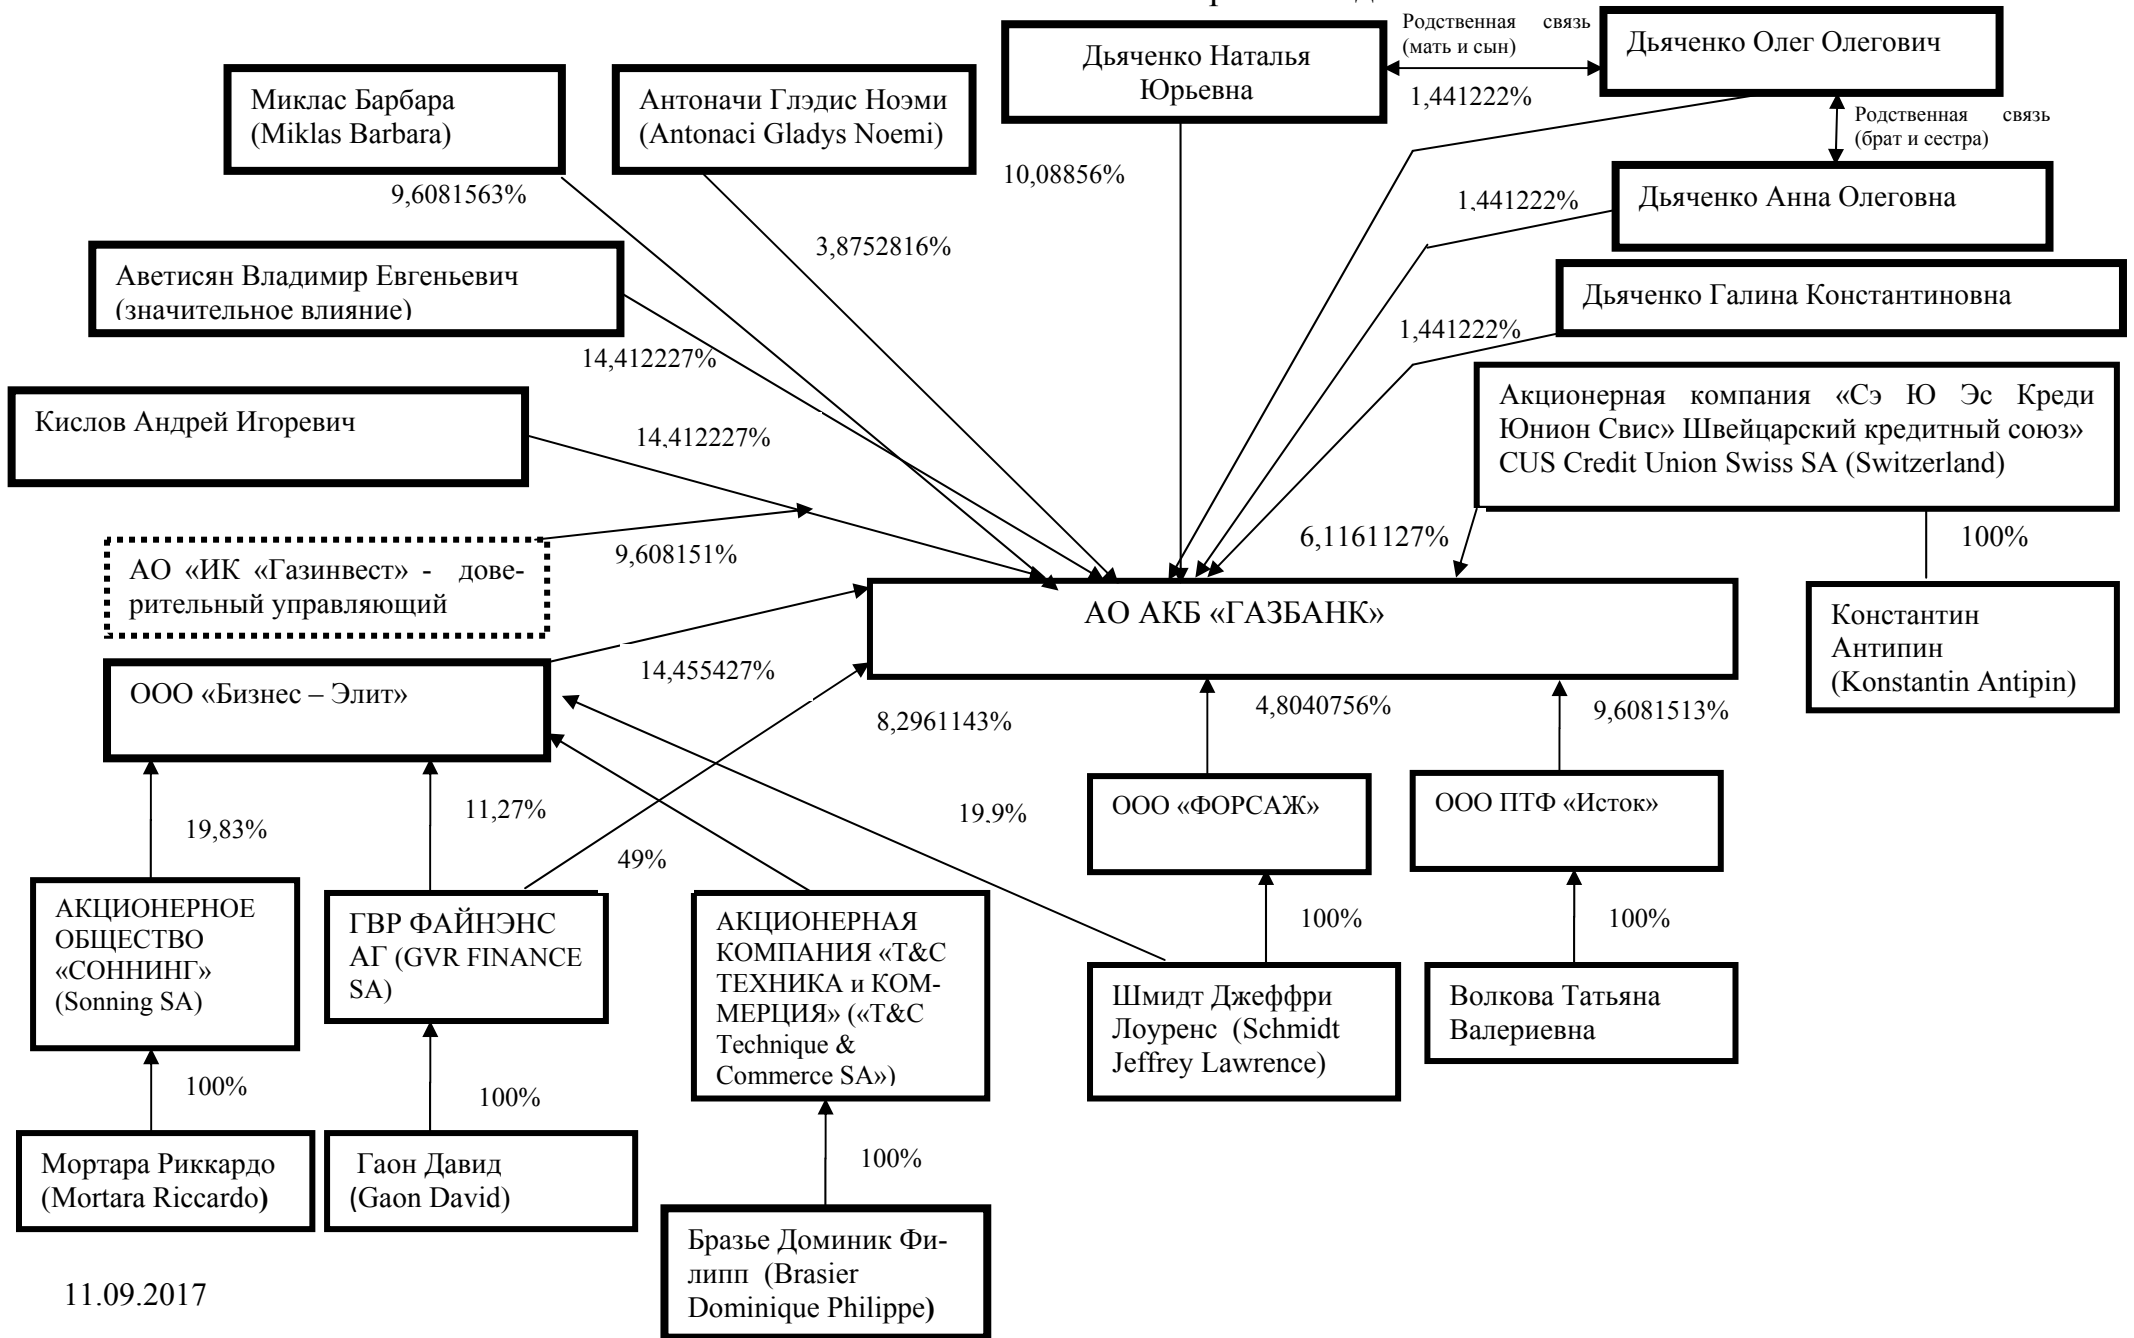 Родственная связь
(мать и сын)
Дьяченко Олег Олегович
Дьяченко Наталья
Юрьевна
1,441222%
Миклас Барбара
(Miklas Barbara)
Антоначи Глэдис Ноэми
(Antonaci Gladys Noemi)
Родственная связь
(брат и сестра)
10,08856%
9,6081563%
1,441222%
Дьяченко Анна Олеговна
3,8752816%
Аветисян Владимир Евгеньевич
(значительное влияние)
Дьяченко Галина Константиновна
1,441222%
14,412227%
Кислов Андрей Игоревич
14,412227%
Акционерная компания «Сэ Ю Эс Креди
Юнион Свис» Швейцарский кредитный союз»
CUS Credit Union Swiss SA (Switzerland)
6,1161127%
100%
9,608151%
АО «ИК «Газинвест» - дове-
рительный управляющий
АО АКБ «ГАЗБАНК»
Константин
Антипин
(Konstantin Antipin)
14,455427%
ООО «Бизнес – Элит»
8,2961143%
4,8040756%
9,6081513%
11,27%
19,83%
49%
19,9%
ООО «ФОРСАЖ»
ООО ПТФ «Исток»
АКЦИОНЕРНОЕ
ОБЩЕСТВО
«СОННИНГ»
(Sonning SA)
ГВР ФАЙНЭНС
АГ (GVR FINANCE
SA)
АКЦИОНЕРНАЯ
КОМПАНИЯ «T&C
ТЕХНИКА и КОМ-
МЕРЦИЯ» («T&C
Technique &
Commerce SA»)
100%
100%
Шмидт Джеффри
Лоуренс (Schmidt
Jeffrey Lawrence)
Волкова Татьяна
Валериевна
100%
100%
Мортара Риккардо
(Mortara Riccardo)
Гаон Давид
(Gaon David)
100%
Бразье Доминик Фи-
липп (Brasier
Dominique Philippe)
11.09.2017